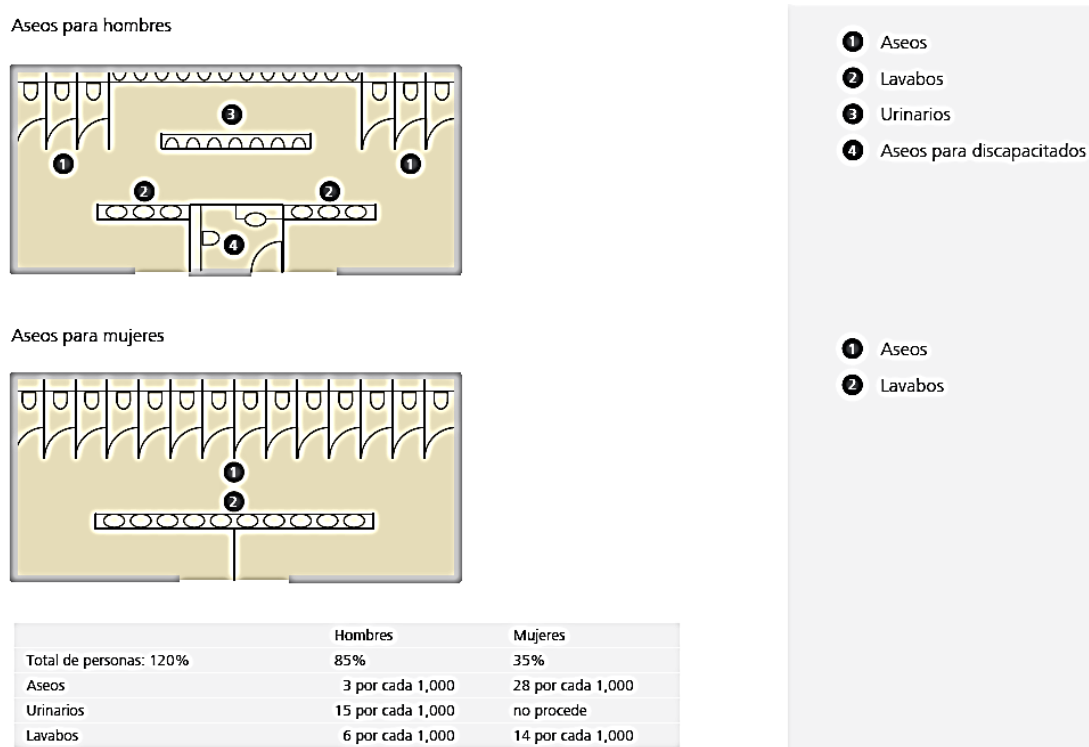 Aseos para hombres
3
1
1
2
2
4
1 Aseos
2 Lavabos
3 Urinarios
4 Aseos para discapacitados
Aseos para mujeres
1
2
1 Aseos
2 Lavabos
Hombres Mujeres
Total de personas: 120% 85% 35%
Aseos 3 por cada 1,000 28 por cada 1,000
Urinarios 15 por cada 1,000 no procede
Lavabos 6 por cada 1,000 14 por cada 1,000